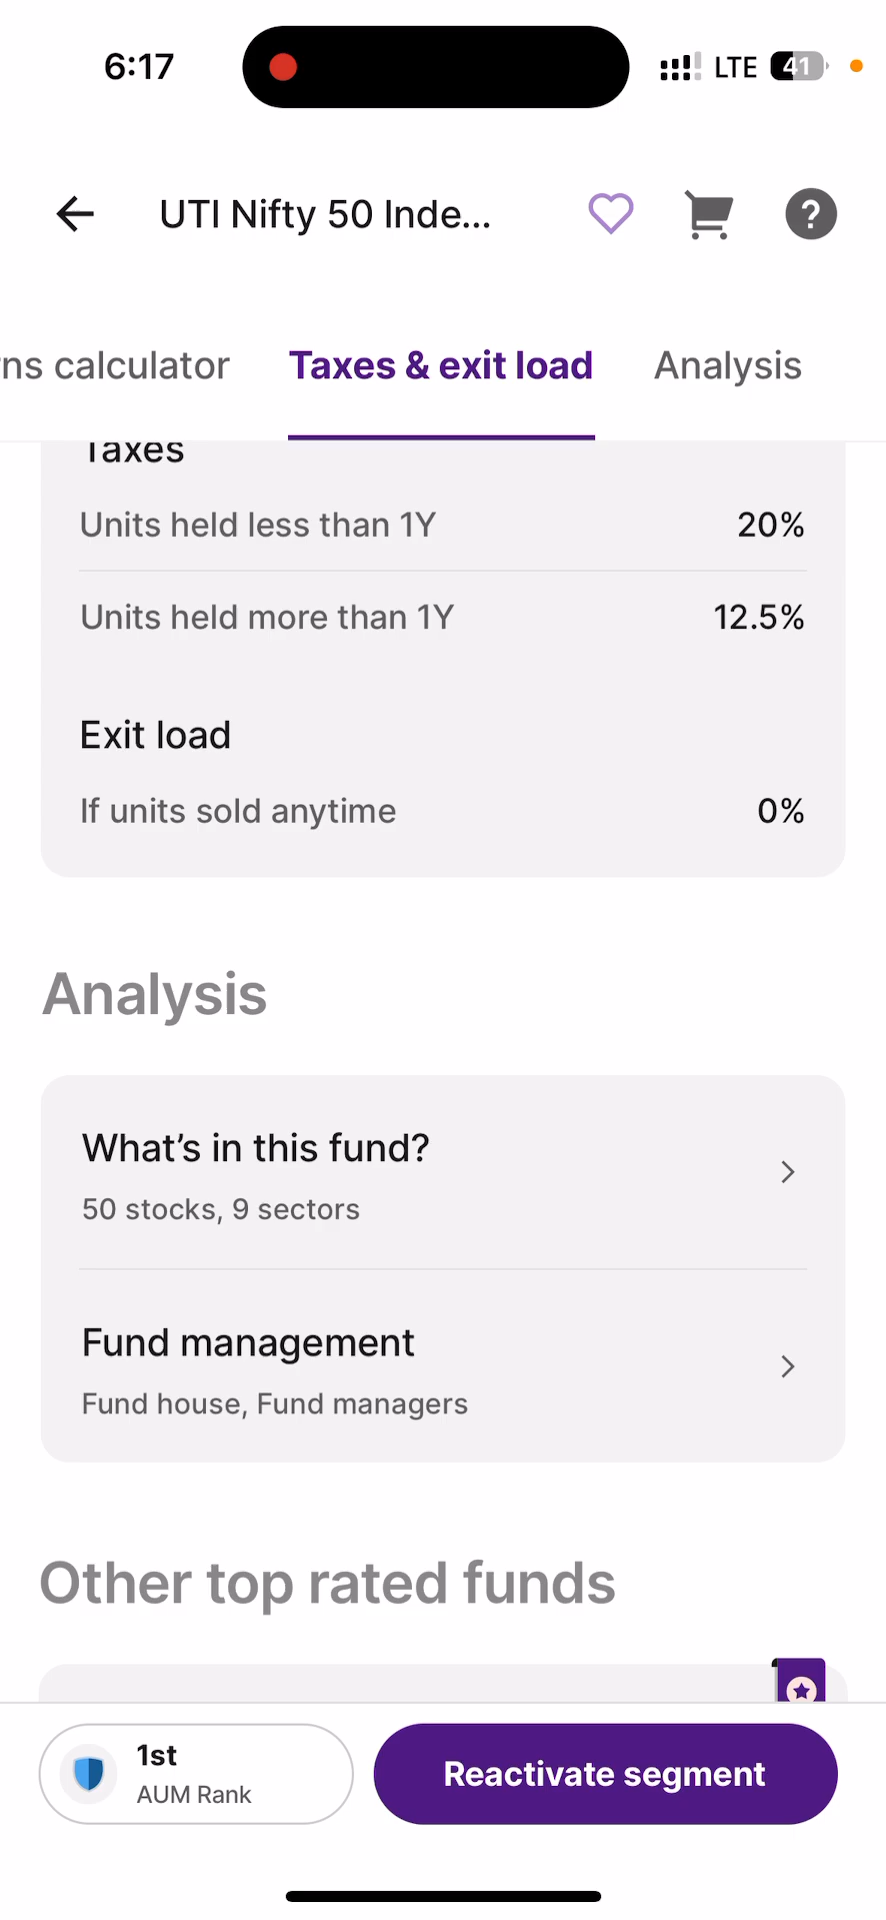 6:17
LTE
41
UTI Nifty 50 Inde...
?
rns calculator
Taxes & exit load
Analysis
Taxes
Units held less than 1Y
20%
Units held more than 1Y
12.5%
Exit load
If units sold anytime
0%
Analysis
What’s in this fund?
50 stocks, 9 sectors
Fund management
Fund house, Fund managers
Other top rated funds
1st
AUM Rank
Reactivate segment